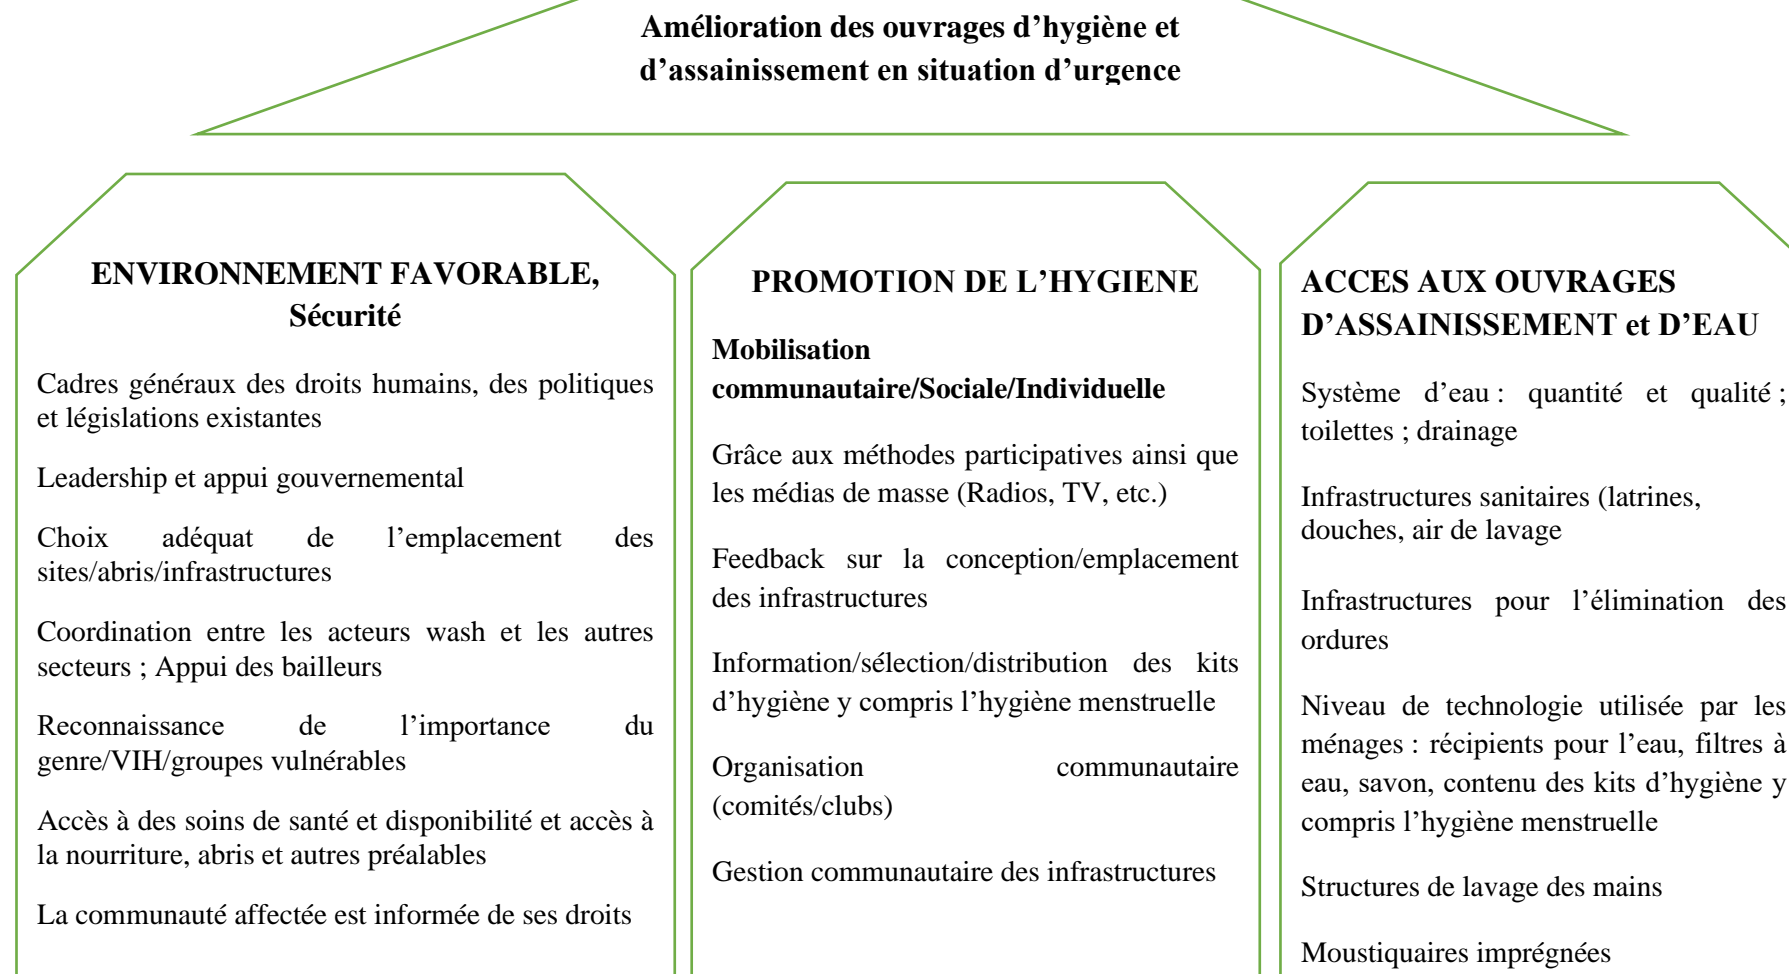 Amélioration des ouvrages d’hygiène et
d’assainissement en situation d’urgence
ENVIRONNEMENT FAVORABLE,
Sécurité
Cadres généraux des droits humains, des politiques
et législations existantes
Leadership et appui gouvernemental
Choix adéquat de l’emplacement des
sites/abris/infrastructures
Coordination entre les acteurs wash et les autres
secteurs ; Appui des bailleurs
Reconnaissance de l’importance du
genre/VIH/groupes vulnérables
Accès à des soins de santé et disponibilité et accès à
la nourriture, abris et autres préalables
La communauté affectée est informée de ses droits
PROMOTION DE L’HYGIENE
Mobilisation
communautaire/Sociale/Individuelle
Grâce aux méthodes participatives ainsi que
les médias de masse (Radios, TV, etc.)
Feedback sur la conception/emplacement
des infrastructures
Information/sélection/distribution des kits
d’hygiène y compris l’hygiène menstruelle
Organisation communautaire
(comités/clubs)
Gestion communautaire des infrastructures
ACCES AUX OUVRAGES
D’ASSAINISSEMENT et D’EAU
Système d’eau : quantité et qualité ;
toilettes ; drainage
Infrastructures sanitaires (latrines,
douches, air de lavage
Infrastructures pour l’élimination des
ordures
Niveau de technologie utilisée par les
ménages : récipients pour l’eau, filtres à
eau, savon, contenu des kits d’hygiène y
compris l’hygiène menstruelle
Structures de lavage des mains
Moustiquaires imprégnées